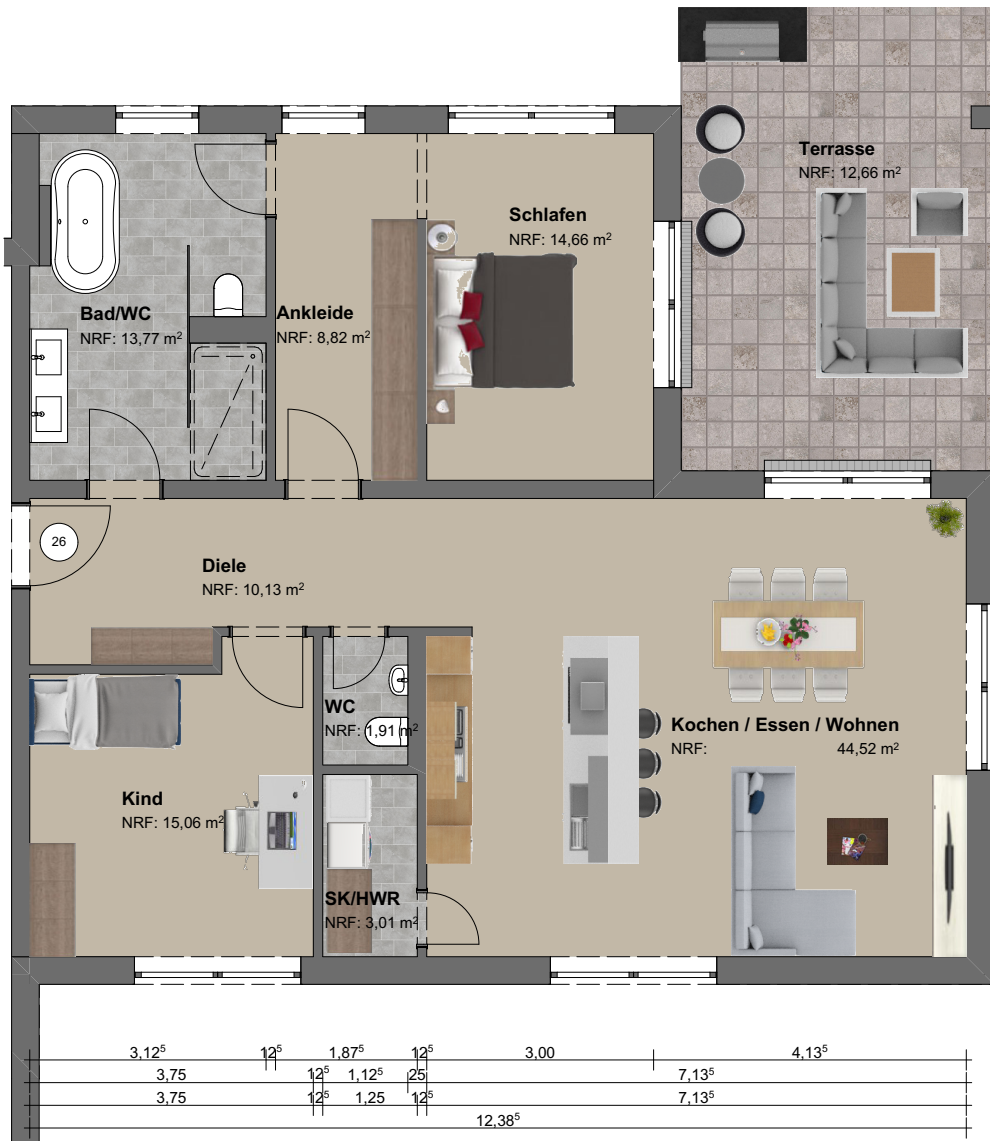 Terrasse
NRF: 12,66 m²
Schlafen
NRF: 14,66 m²
Bad/WC
NRF: 13,77 m²
Ankleide
NRF: 8,82 m²
26
Diele
NRF: 10,13 m²
WC
NRF: 1,91 m²
Kochen / Essen / Wohnen
NRF: 44,52 m²
Kind
NRF: 15,06 m²
SK/HWR
NRF: 3,01 m²
3,12⁵ 12⁵ 1,87⁵ 12⁵ 3,00 4,13⁵
3,75 12⁵ 1,12⁵ 25 7,13⁵
3,75 12⁵ 1,25 12⁵ 7,13⁵
12,38⁵